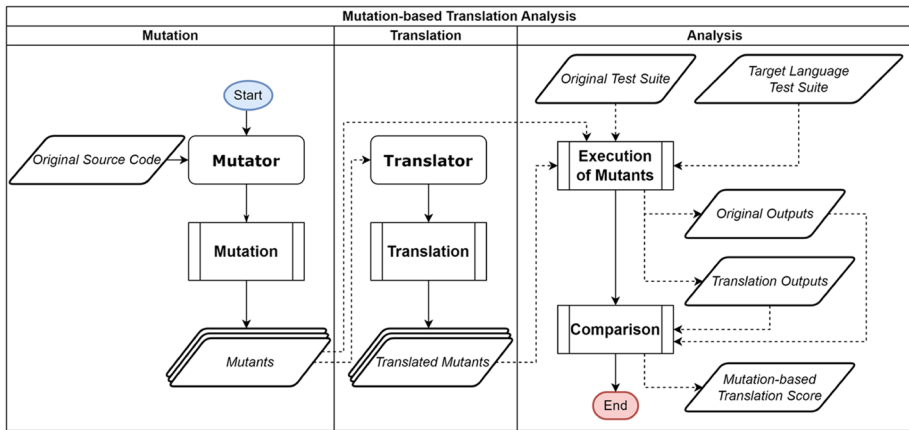 Mutation-based Translation Analysis
Mutation
Translation
Analysis
Original Test Suite
Target Language
Test Suite
Start
Original Source Code
Mutator
Translator
Execution
of Mutants
Original Outputs
Mutation
Translation
Translation Outputs
Comparison
Mutants
Translated Mutants
Mutation-based
Translation Score
End